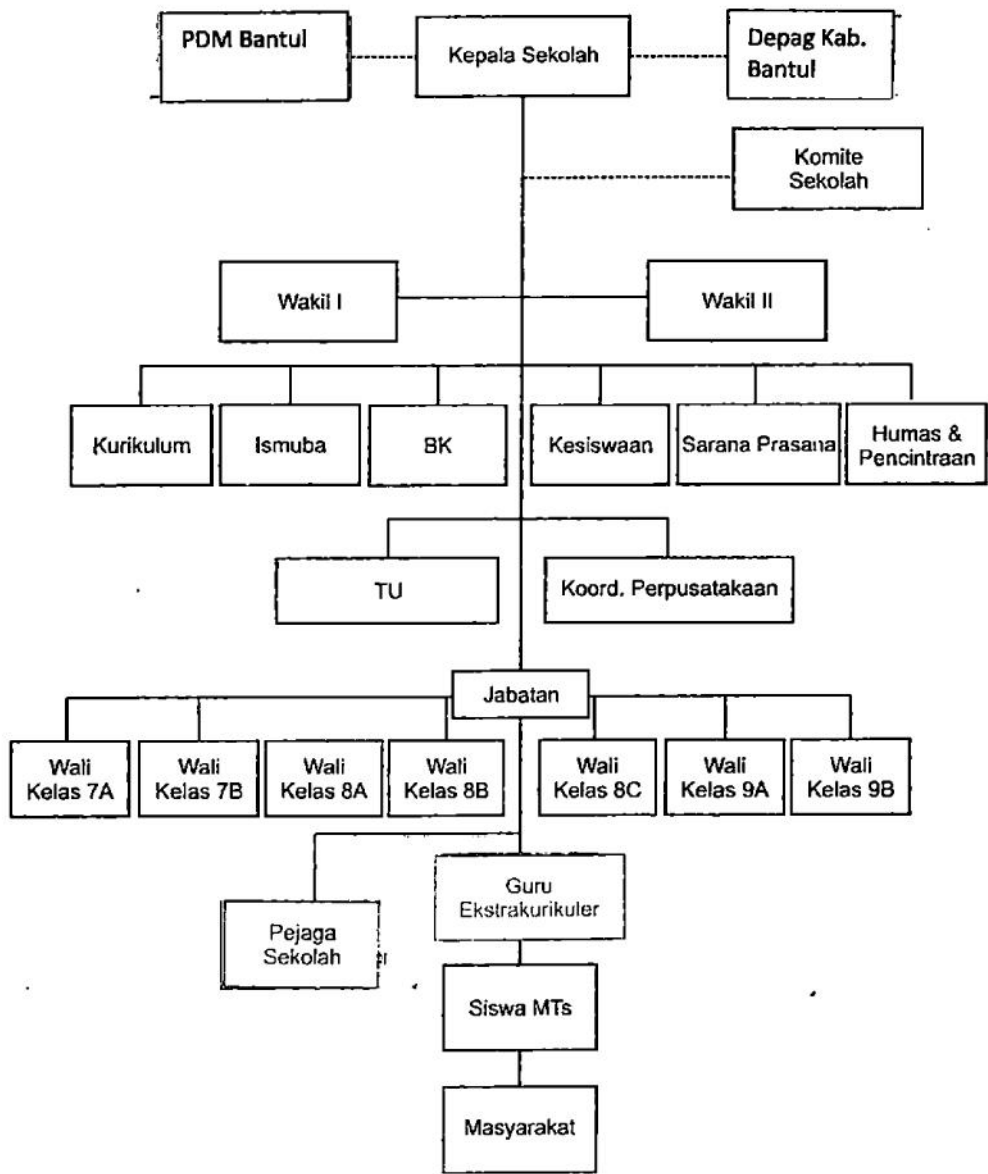 PDM Bantul
Kepala Sekolah
Depag Kab.
Bantul
Komite
Sekolah
Wakil I
Wakil II
Kurikulum
Ismuba
BK
Kesiswaan
Sarana Prasana
Humas &
Pencintraan
TU
Koord. Perpusatakaan
Jabatan
Wali
Kelas 7A
Wali
Kelas 7B
Wali
Kelas 8A
Wali
Kelas 8B
Wali
Kelas 8C
Wali
Kelas 9A
Wali
Kelas 9B
Guru
Ekstrakurikuler
Pejaga
Sekolah
Siswa MTs
Masyarakat